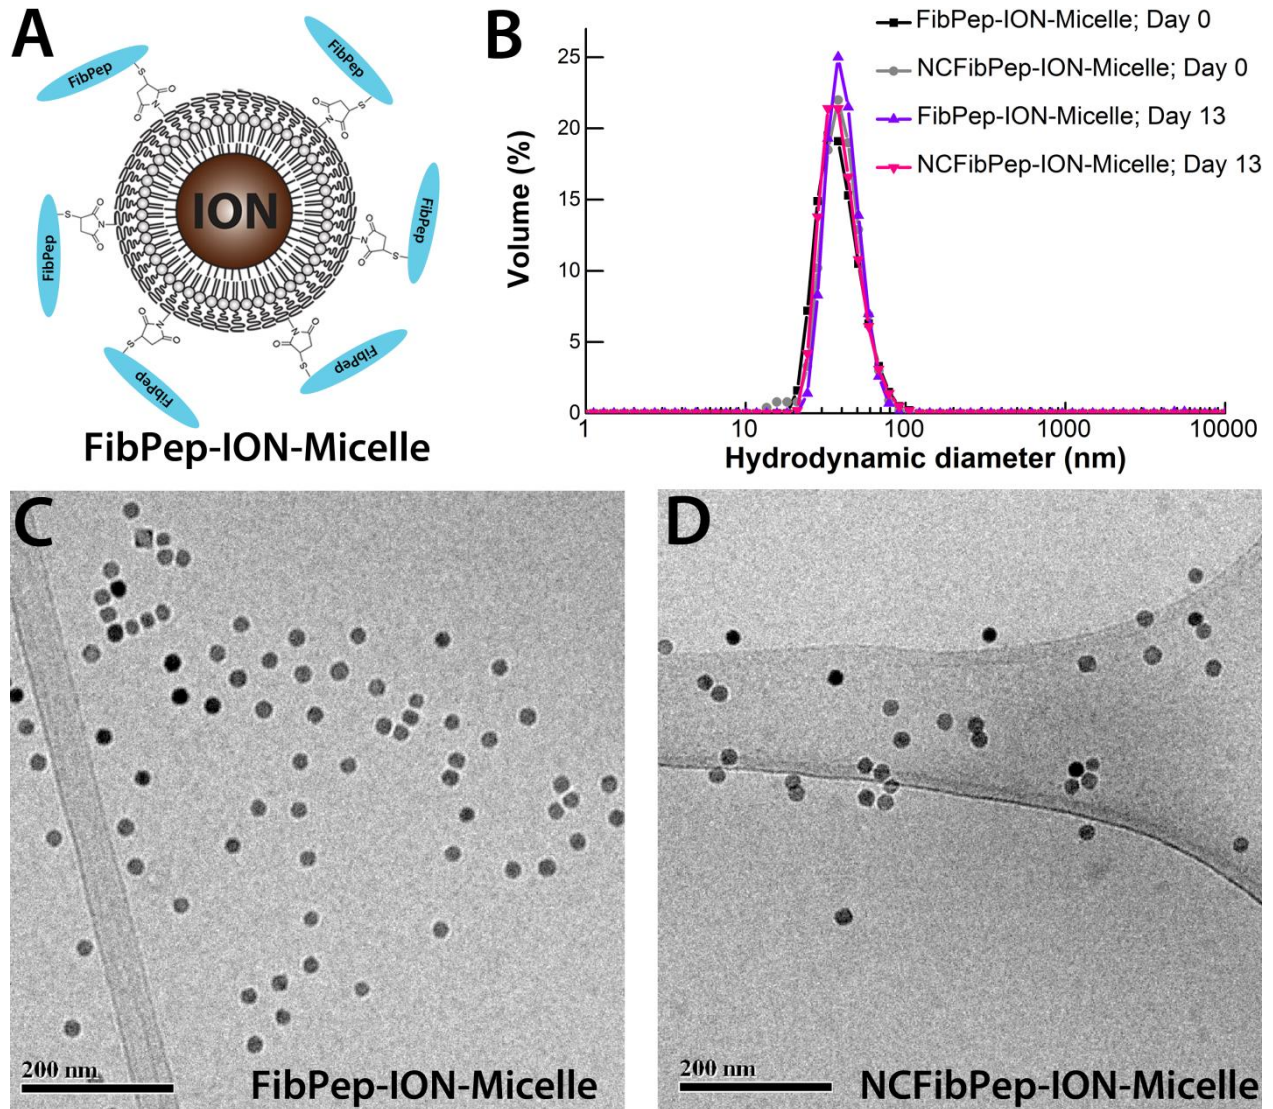 A
FibPep
FibPep
FibPep
FibPep
FibPep
FibPep
S
S
S
S
S
S
O
O
O
O
O
O
O
O
O
O
O
O
N
N
N
N
N
N
ION
FibPep-ION-Micelle
B
FibPep-ION-Micelle; Day 0
NCFibPep-ION-Micelle; Day 0
FibPep-ION-Micelle; Day 13
NCFibPep-ION-Micelle; Day 13
Volume (%)
25
20
15
10
5
0
1
10
100
1000
10000
Hydrodynamic diameter (nm)
C
200 nm
FibPep-ION-Micelle
D
200 nm
NCFibPep-ION-Micelle